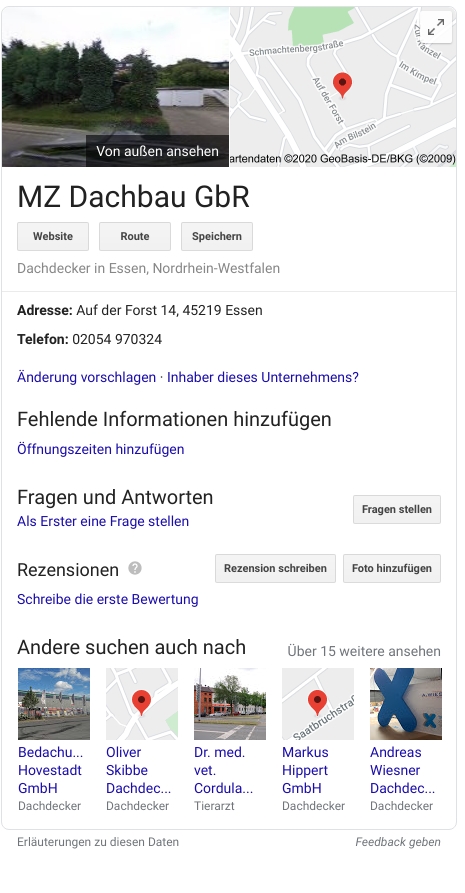 Schmachtenbergstraße
Im Kimpel
Auf der Forst
Am Bilstein
Von außen ansehen
artendaten ©2020 GeoBasis-DE/BKG (©2009)
MZ Dachbau GbR
Website Route Speichern
Dachdecker in Essen, Nordrhein-Westfalen
Adresse: Auf der Forst 14, 45219 Essen
Telefon: 02054 970324
Änderung vorschlagen · Inhaber dieses Unternehmens?
Fehlende Informationen hinzufügen
Öffnungszeiten hinzufügen
Fragen und Antworten
Fragen stellen
Als Erster eine Frage stellen
Rezensionen ? Rezension schreiben Foto hinzufügen
Schreibe die erste Bewertung
Andere suchen auch nach Über 15 weitere ansehen
Saatbruchstraß
Bedachu... Oliver Dr. med. Markus Andreas
Hovestadt Skibbe vet. Hippert Wiesner
GmbH Dachdec... Cordula... GmbH Dachdec...
Dachdecker Dachdecker Tierarzt Dachdecker Dachdecker
Erläuterungen zu diesen Daten Feedback geben